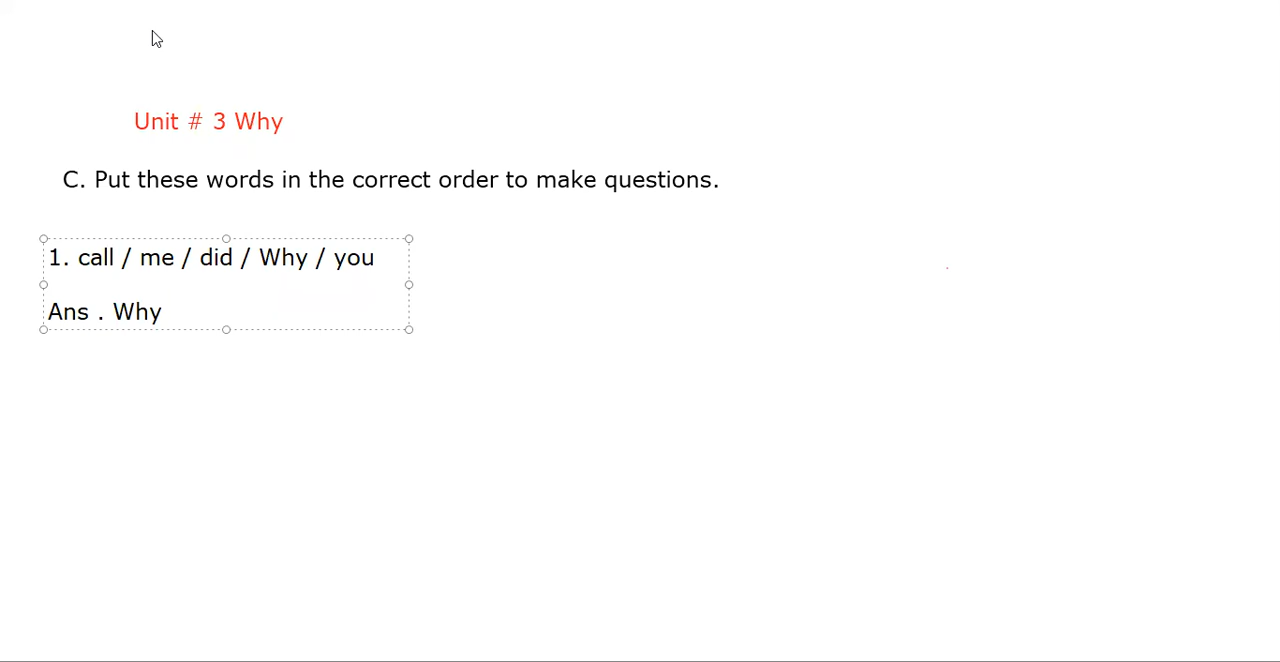 Unit # 3 Why
C. Put these words in the correct order to make questions.
1. call / me / did / Why / you
Ans . Why